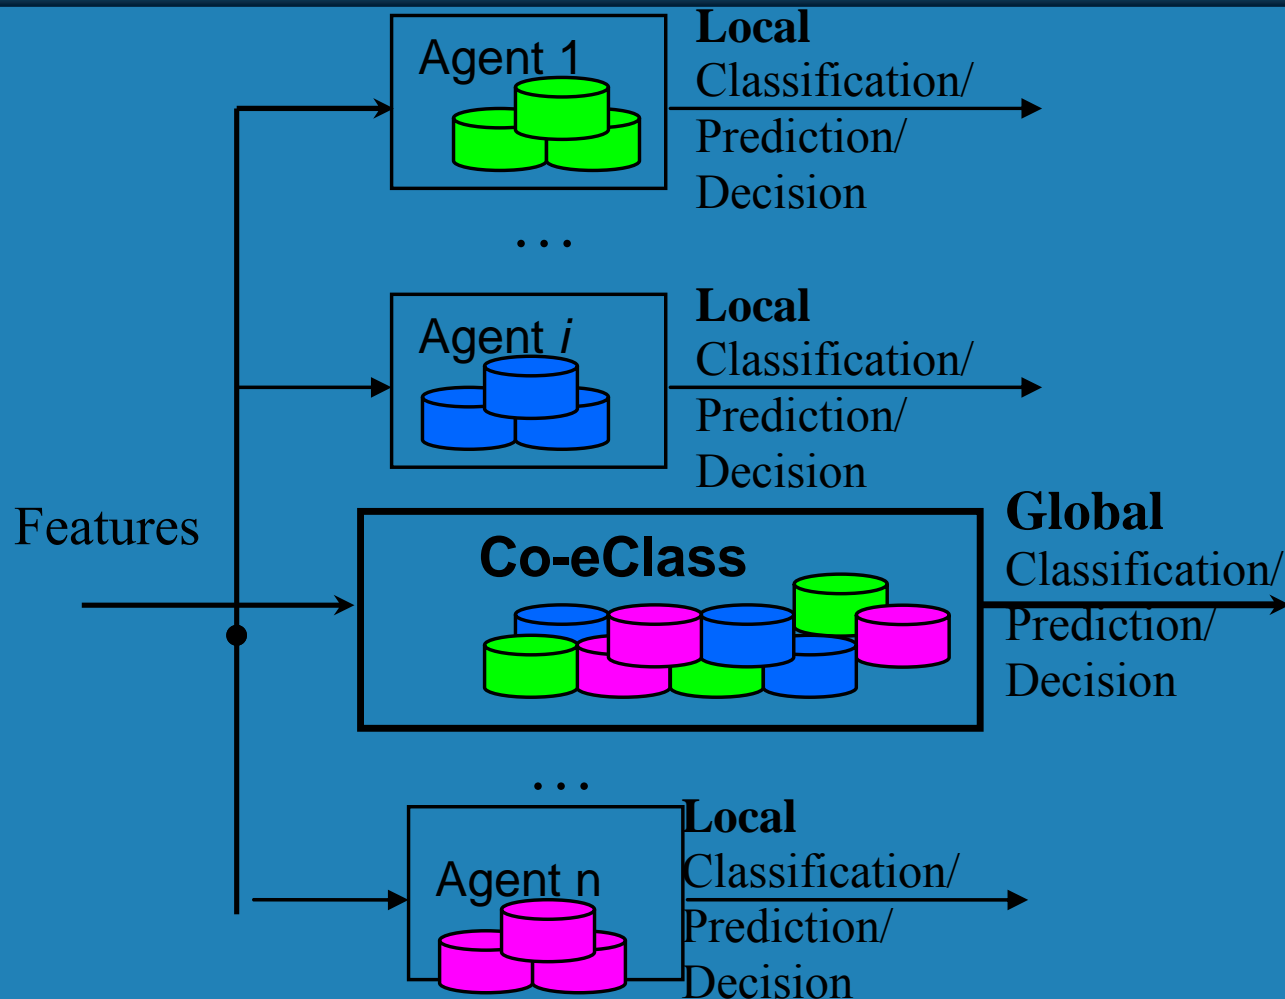 Agent 1
Local
Classification/
Prediction/
Decision
...
Agent i
Local
Classification/
Prediction/
Decision
Features
Co-eClass
Global
Classification/
Prediction/
Decision
...
Agent n
Local
Classification/
Prediction/
Decision